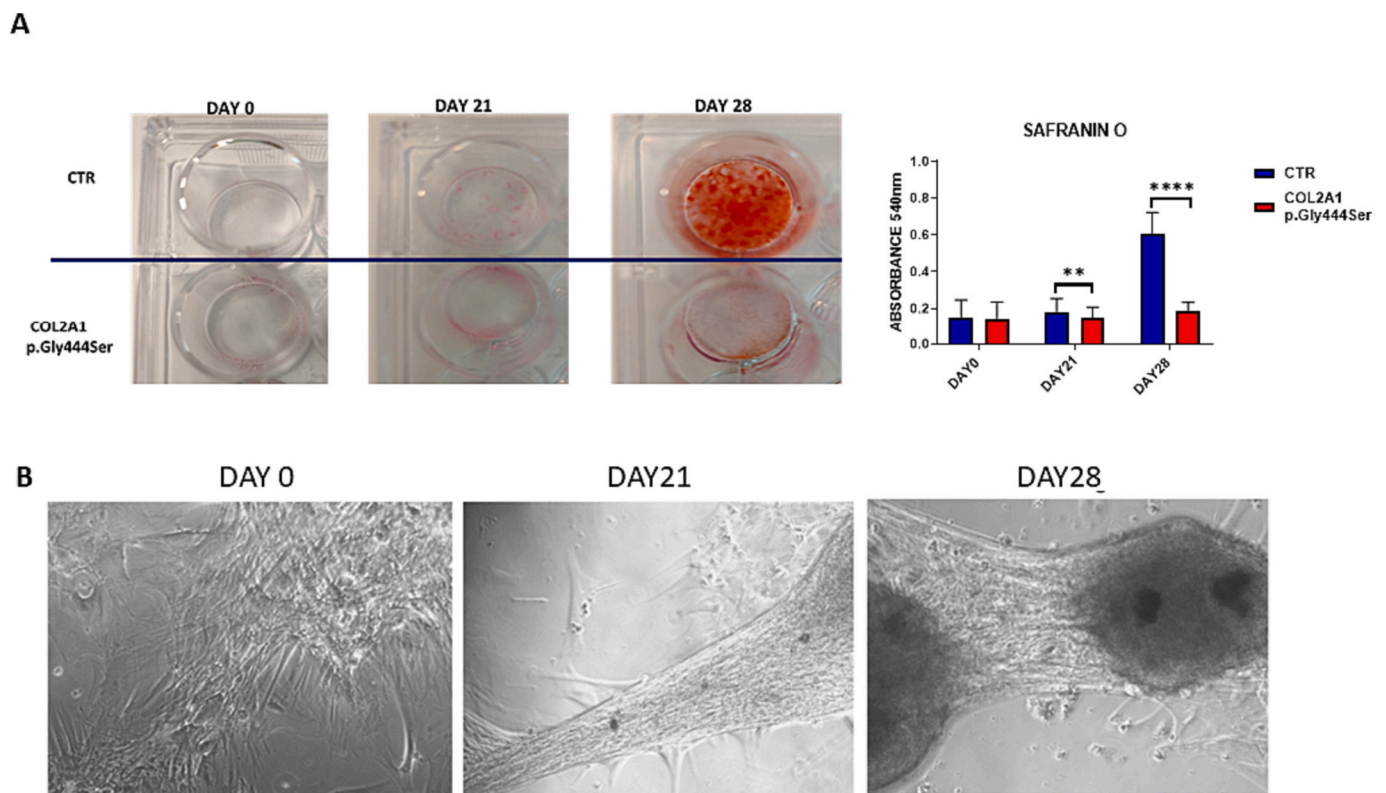 A
DAY 0
DAY 21
DAY 28
CTR
COL2A1
p.Gly444Ser
SAFRANIN O
ABSORBANCE 540nm
1.0
0.8
0.6
0.4
0.2
0.0
**
****
DAY0
DAY21
DAY28
CTR
COL2A1
p.Gly444Ser
B
DAY 0
DAY21
DAY28